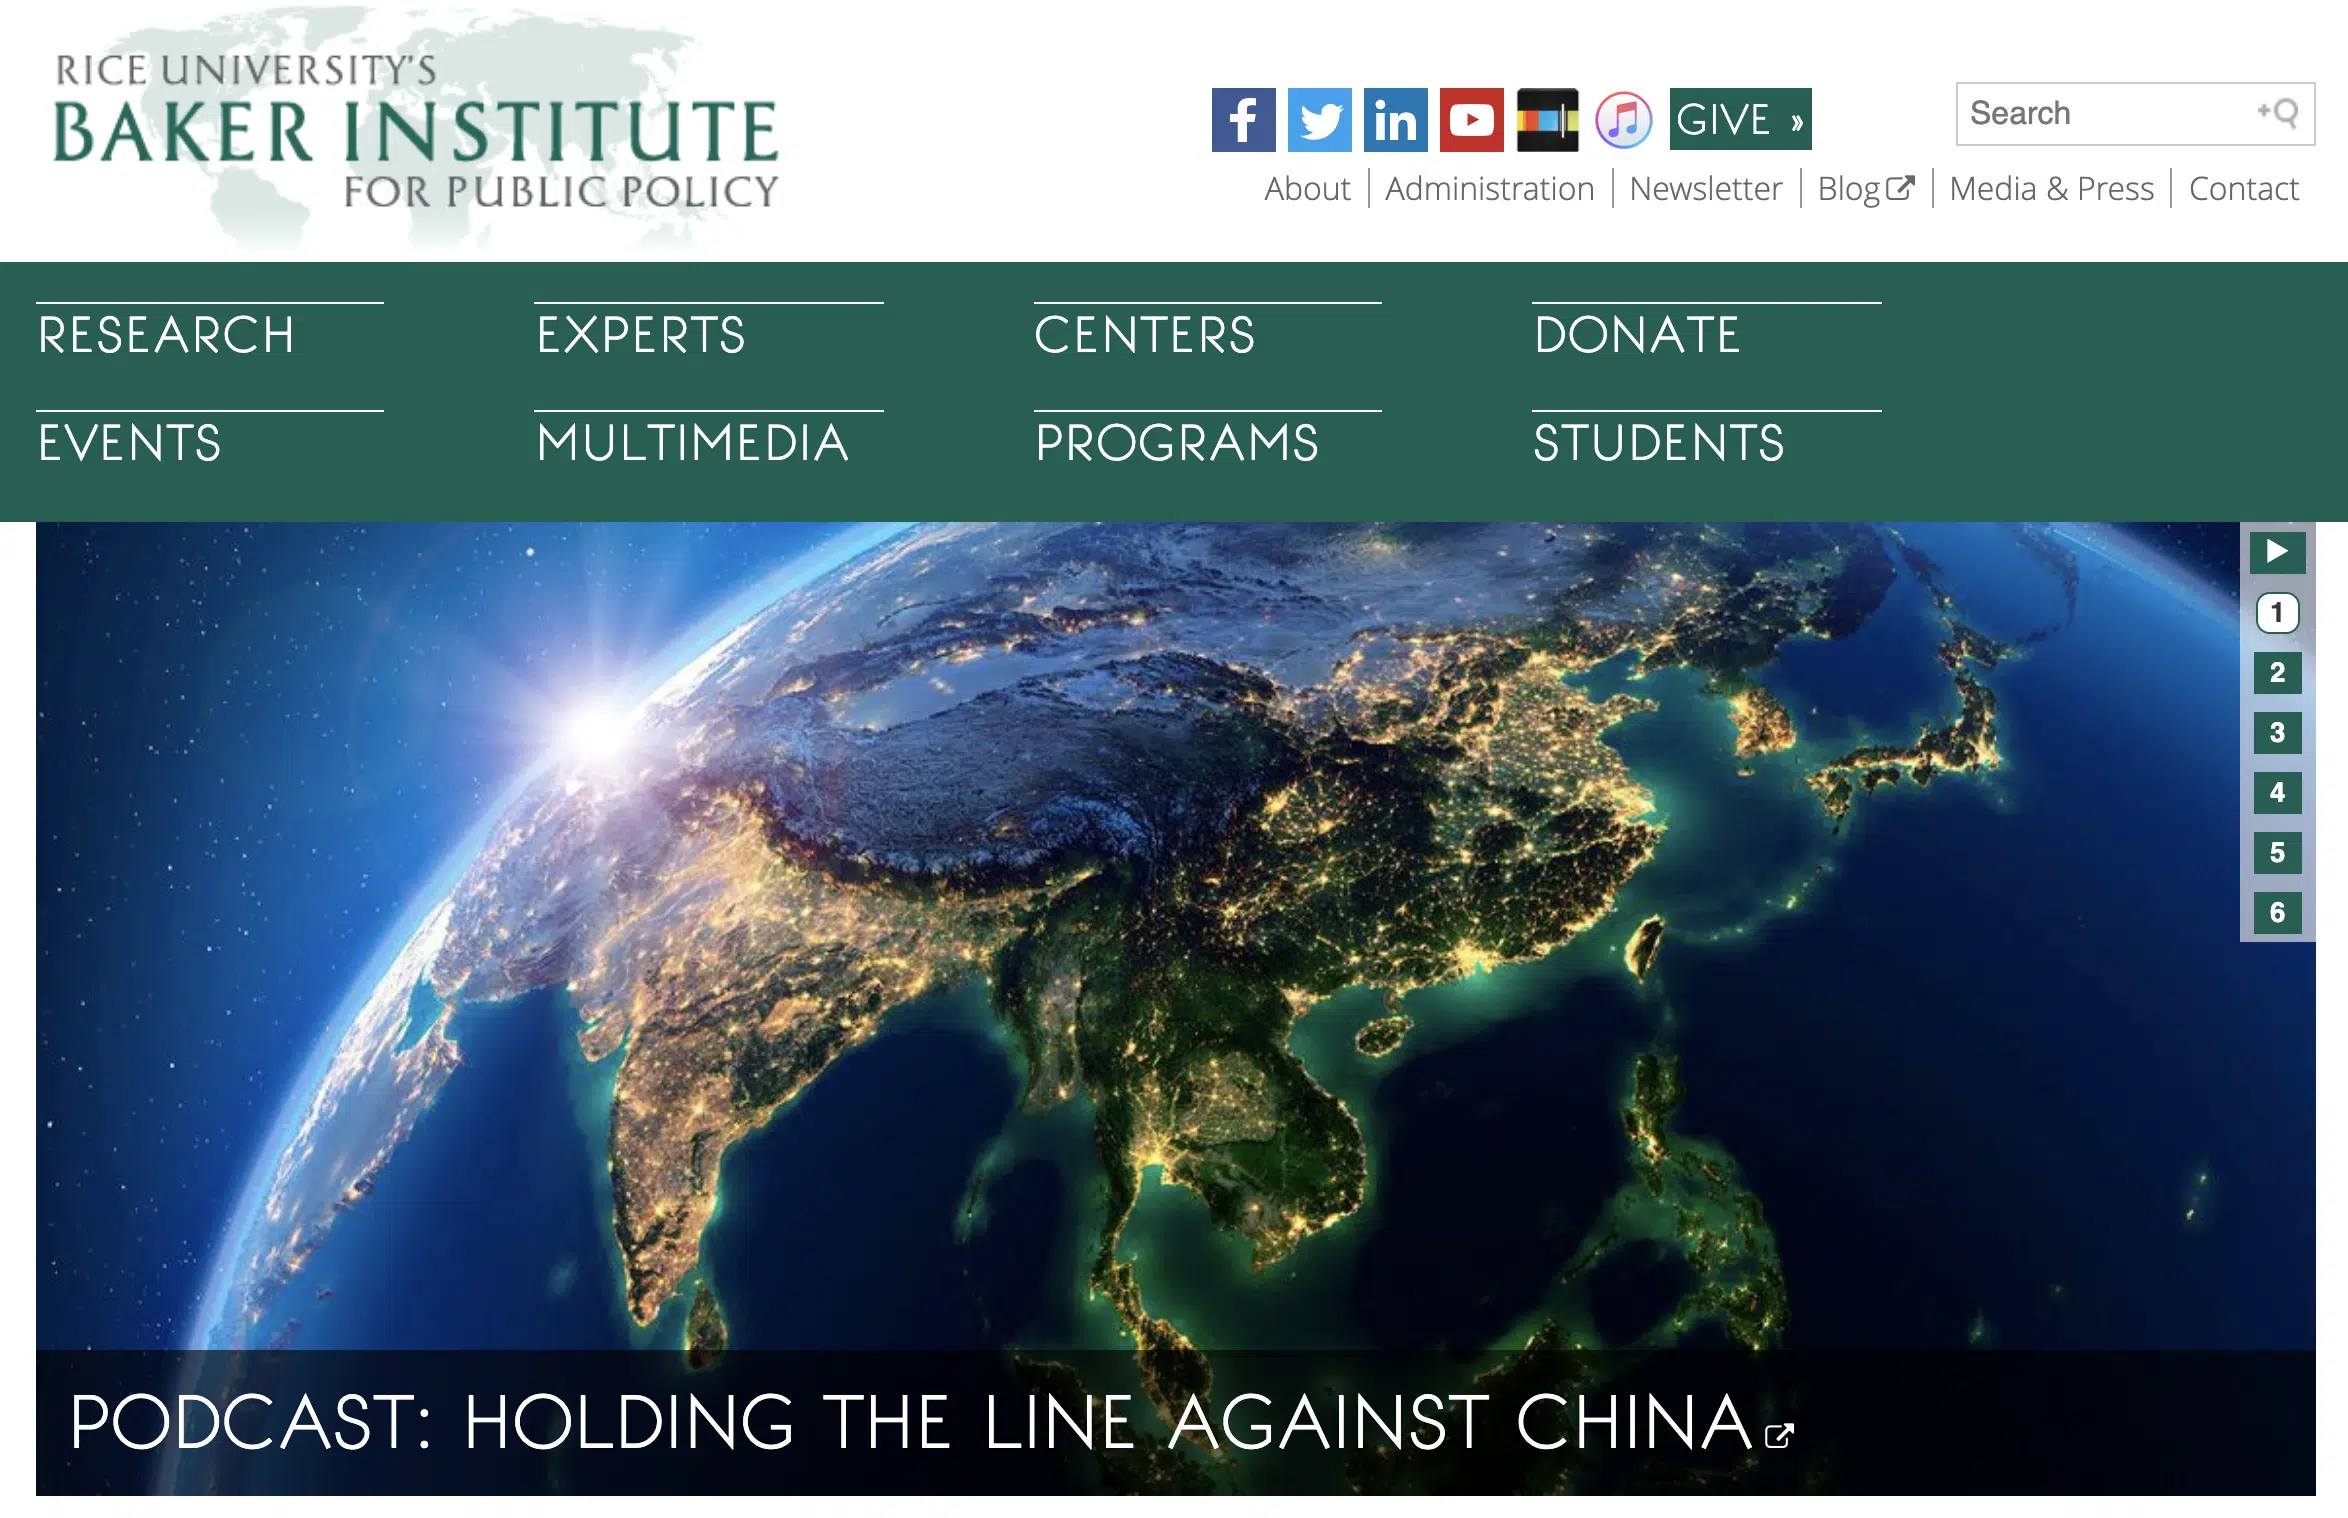 RICE UNIVERSITY'S
BAKER INSTITUTE
FOR PUBLIC POLICY
GIVE »
Search
About | Administration | Newsletter | Blog | Media & Press | Contact
RESEARCH EXPERTS CENTERS DONATE
EVENTS MULTIMEDIA PROGRAMS STUDENTS
1
2
3
4
5
6
PODCAST: HOLDING THE LINE AGAINST CHINA